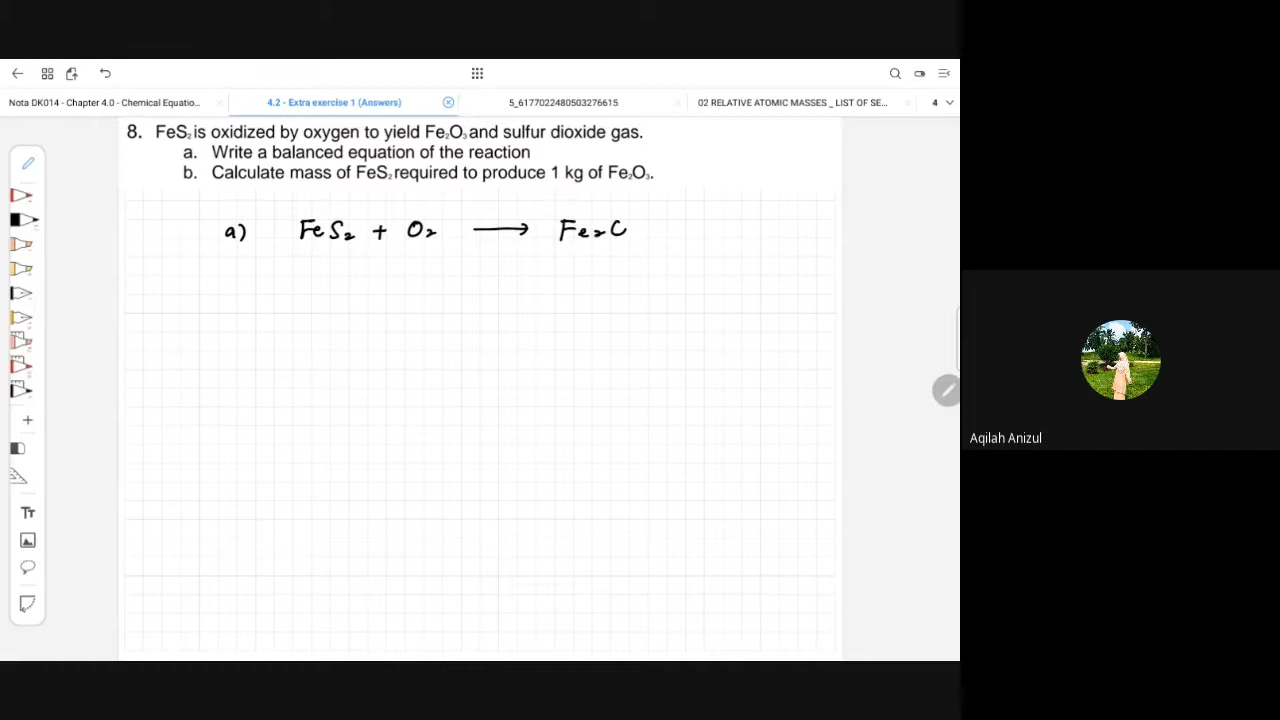 Nota DK014 - Chapter 4.0 - Chemical Equatio...
4.2 - Extra exercise 1 (Answers)
5_6177022480503276615
02 RELATIVE ATOMIC MASSES _ LIST OF SE...
4
8. FeS₂ is oxidized by oxygen to yield Fe₂O₃ and sulfur dioxide gas.
a. Write a balanced equation of the reaction
b. Calculate mass of FeS₂ required to produce 1 kg of Fe₂O₃.
a) FeS₂ + O₂ ⟶ Fe₂C
Tт
Aqilah Anizul